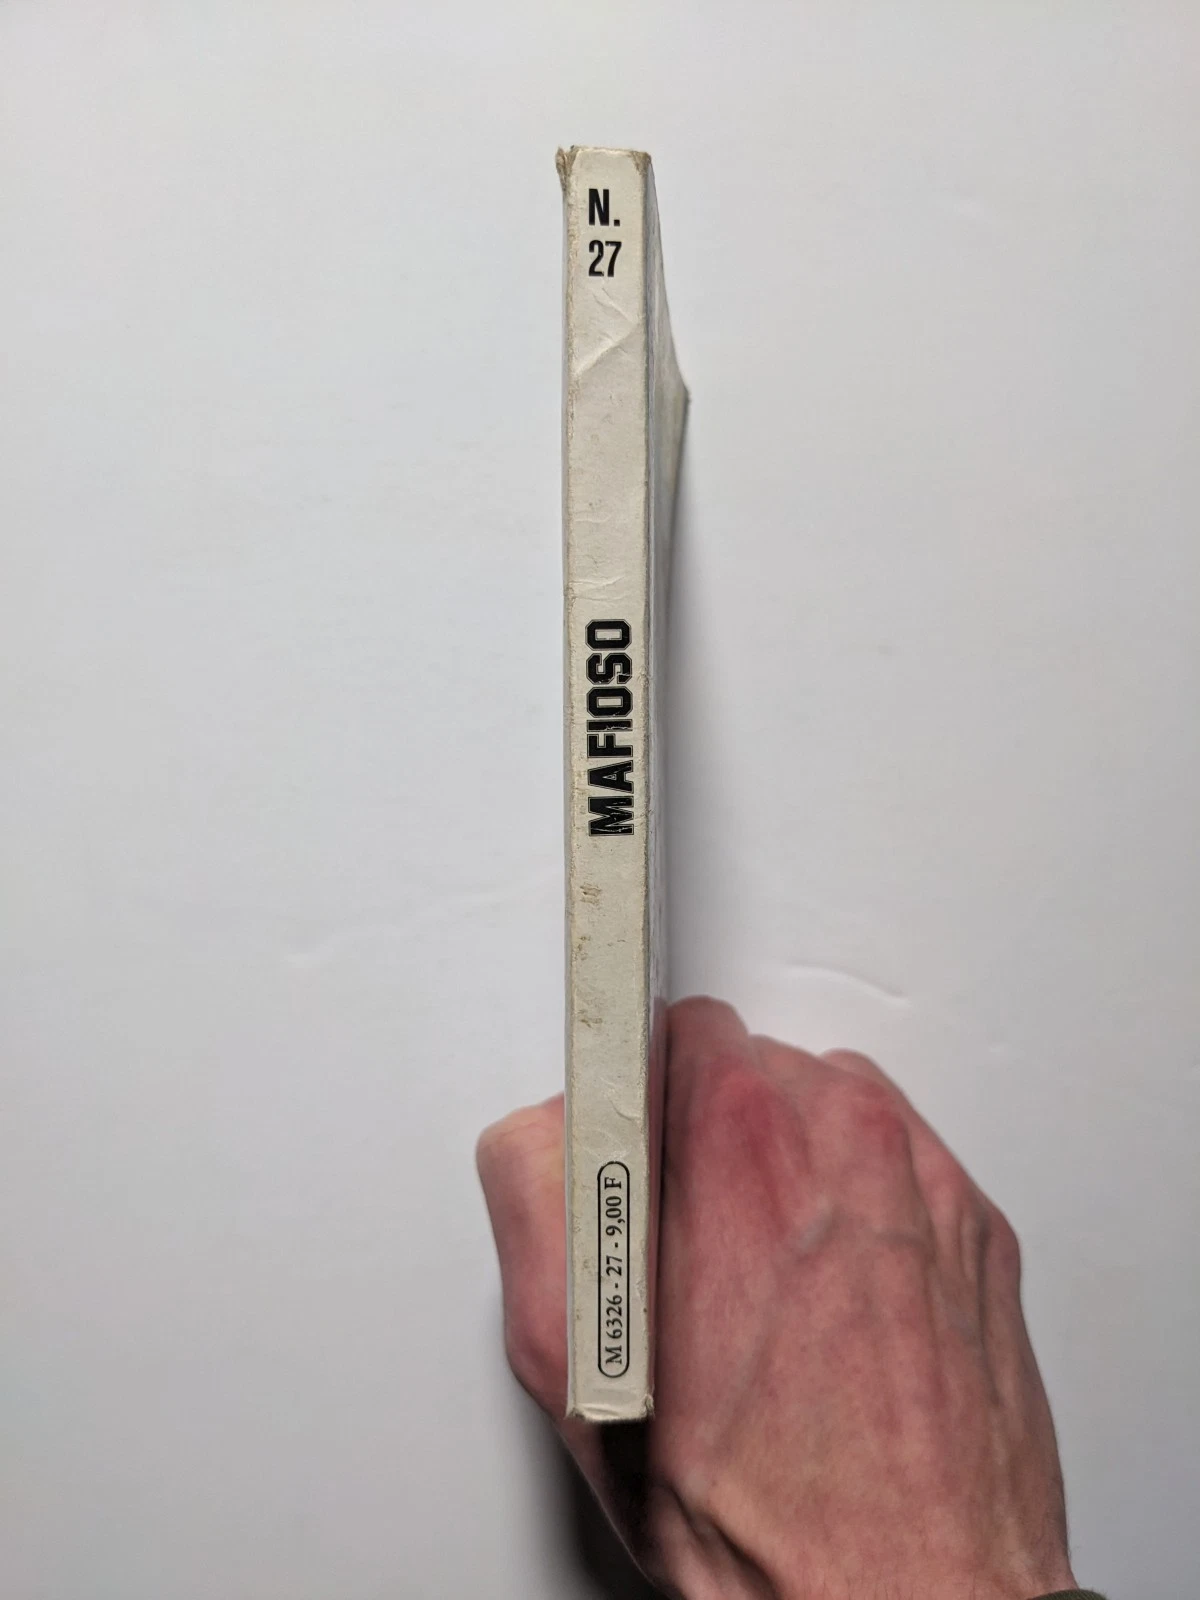 N.
27
MAFIOSO
M 6326 - 27 - 9,00 F